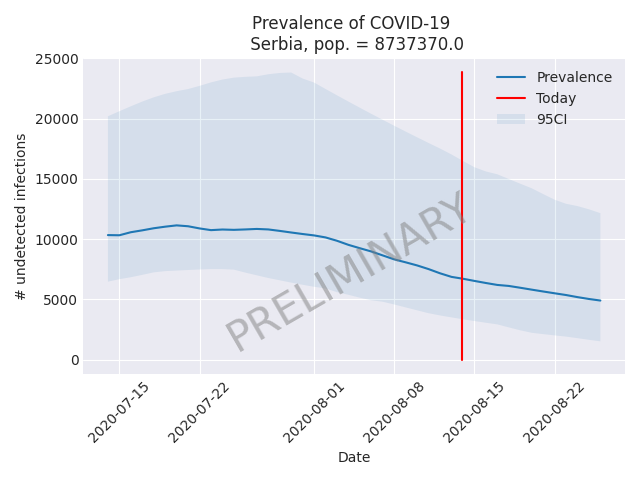 Prevalence of COVID-19
Serbia, pop. = 8737370.0
25000
20000
15000
10000
5000
0
# undetected infections
Prevalence
Today
95CI
PRELIMINARY
2020-07-15
2020-07-22
2020-08-01
2020-08-08
2020-08-15
2020-08-22
Date